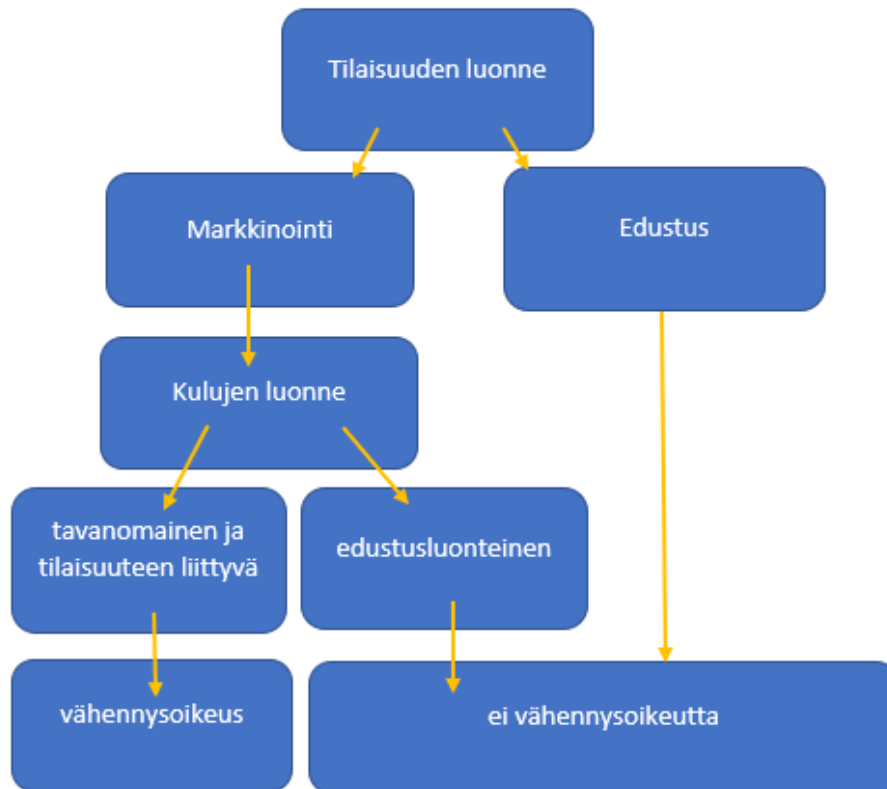 Tilaisuuden luonne
Markkinointi
Edustus
Kulujen luonne
tavanomainen ja
tilaisuuteen liittyvä
edustusluonteinen
vähennysoikeus
ei vähennysoikeutta